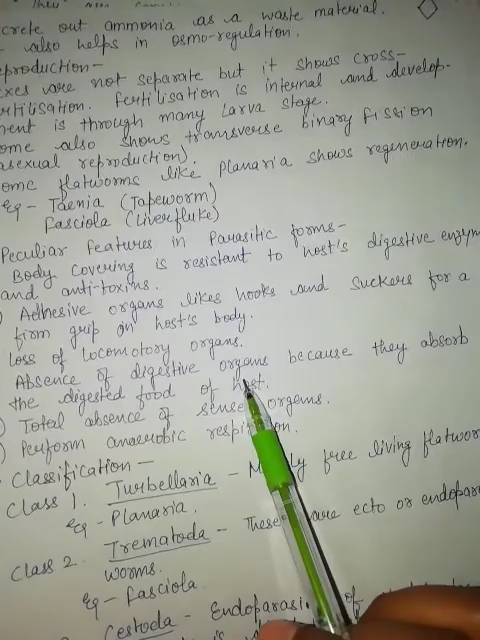 crete out ammonia as a waste material.
also helps in osmo-regulation.
eproduction-
xes are not separate but it shows cross-
rtilisation. Fertilisation is internal and develop-
ment is through many larva stage.
ome also shows transverse binary fission
asexual reproduction).
ome flatworms like planaria shows regeneration.
Eg - Taenia (Tapeworm)
Fasciola (Liverfluke)
Peculiar features in Parasitic forms-
Body covering is resistant to host's digestive enzym
and anti-toxins.
) Adhesive organs likes hooks and suckers for a
firm grip on host's body.
Loss of locomotory organs.
Absence of digestive organs because they absorb
the digested food of host.
) Total absence of sense orgems.
) Perform anaerobic respiration.
Classification -
Class 1. Turbellaria - free living flatwor
Eg - Planaria.
Class 2. Trematoda - These are ecto or endopara
worms.
Eg - Fasciola
Cestoda - Endoparasi of